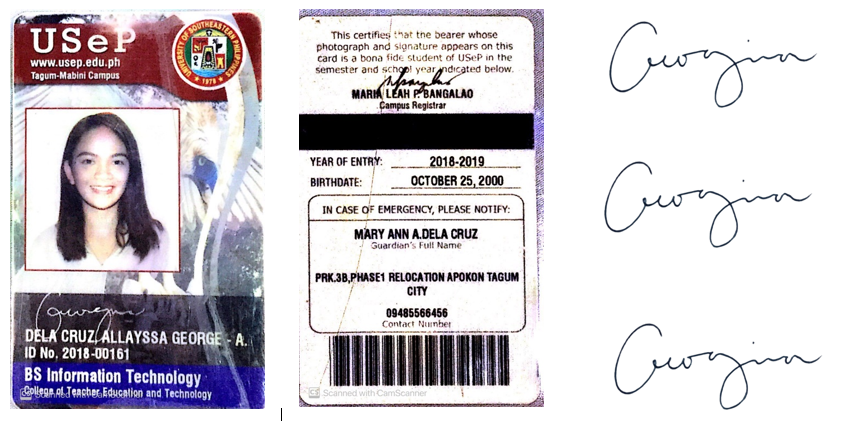 USeP
www.usep.edu.ph
Tagum-Mabini Campus
UNIVERSITY OF SOUTHEASTERN PHILIPPINES
1978
DELA CRUZ, ALLAYSSA GEORGE - A.
ID No. 2018-00161
BS Information Technology
College of Teacher Education and Technology
Scanned with CamScanner
This certifies that the bearer whose
photograph and signature appears on this
card is a bona fide student of USeP in the
semester and school year indicated below.
MARIA LEAH P. BANGALAO
Campus Registrar
YEAR OF ENTRY: 2018-2019
BIRTHDATE: OCTOBER 25, 2000
IN CASE OF EMERGENCY, PLEASE NOTIFY:
MARY ANN A.DELA CRUZ
Guardian's Full Name
PRK.3B,PHASE1 RELOCATION APOKON TAGUM
CITY
09485566456
Contact Number
Scanned with CamScanner